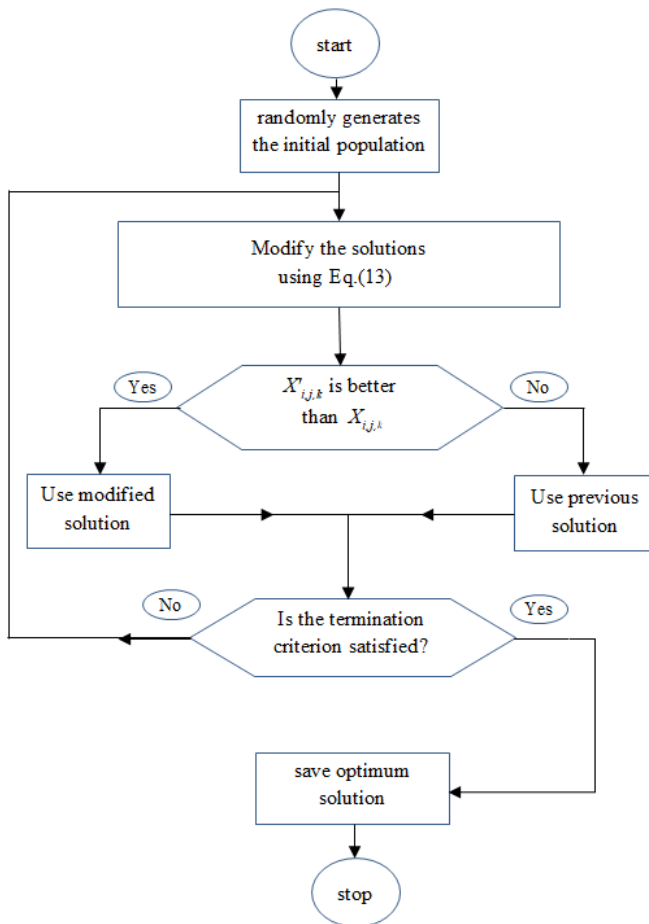 start
randomly generates
the initial population
Modify the solutions
using Eq.(13)
Yes
X'i,j,k is better
than Xi,j,k
No
Use modified
solution
Use previous
solution
No
Is the termination
criterion satisfied?
Yes
save optimum
solution
stop